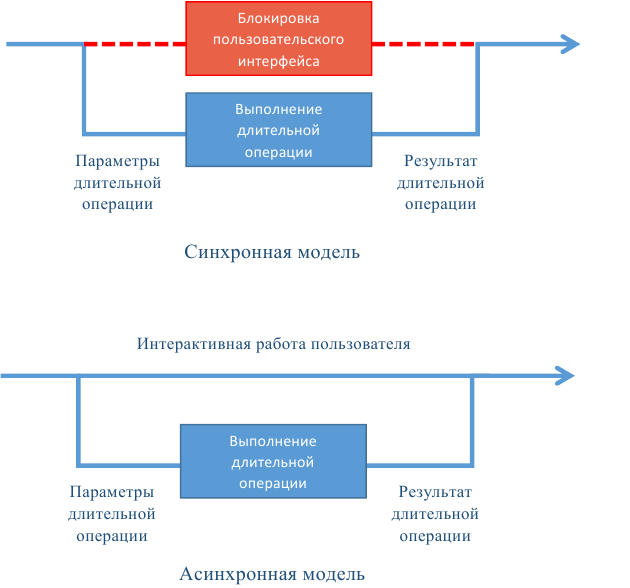 Блокировка
пользовательского
интерфейса
Выполнение
длительной
операции
Параметры
длительной
операции
Результат
длительной
операции
Синхронная модель
Интерактивная работа пользователя
Выполнение
длительной
операции
Параметры
длительной
операции
Результат
длительной
операции
Асинхронная модель